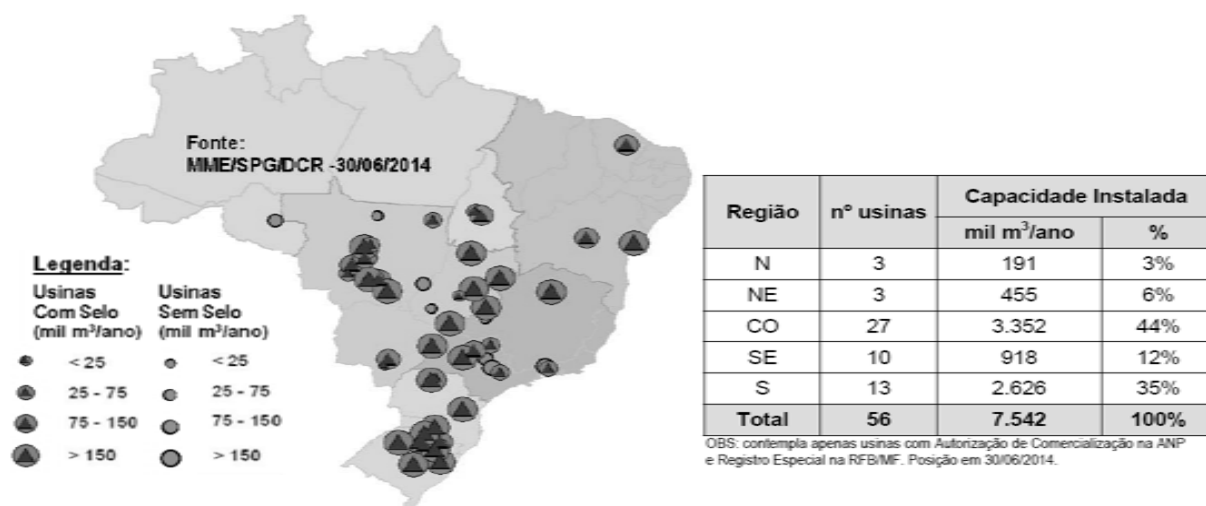 Fonte:
MME/SPG/DCR -30/06/2014
Legenda:
Usinas Com Selo (mil m³/ano)
Usinas Sem Selo (mil m³/ano)
< 25 < 25
25 - 75 25 - 75
75 - 150 75 - 150
> 150 > 150
Região nº usinas Capacidade Instalada
mil m³/ano %
N 3 191 3%
NE 3 455 6%
CO 27 3.352 44%
SE 10 918 12%
S 13 2.626 35%
Total 56 7.542 100%
OBS: contempla apenas usinas com Autorização de Comercialização na ANP
e Registro Especial na RFB/MF. Posição em 30/06/2014.